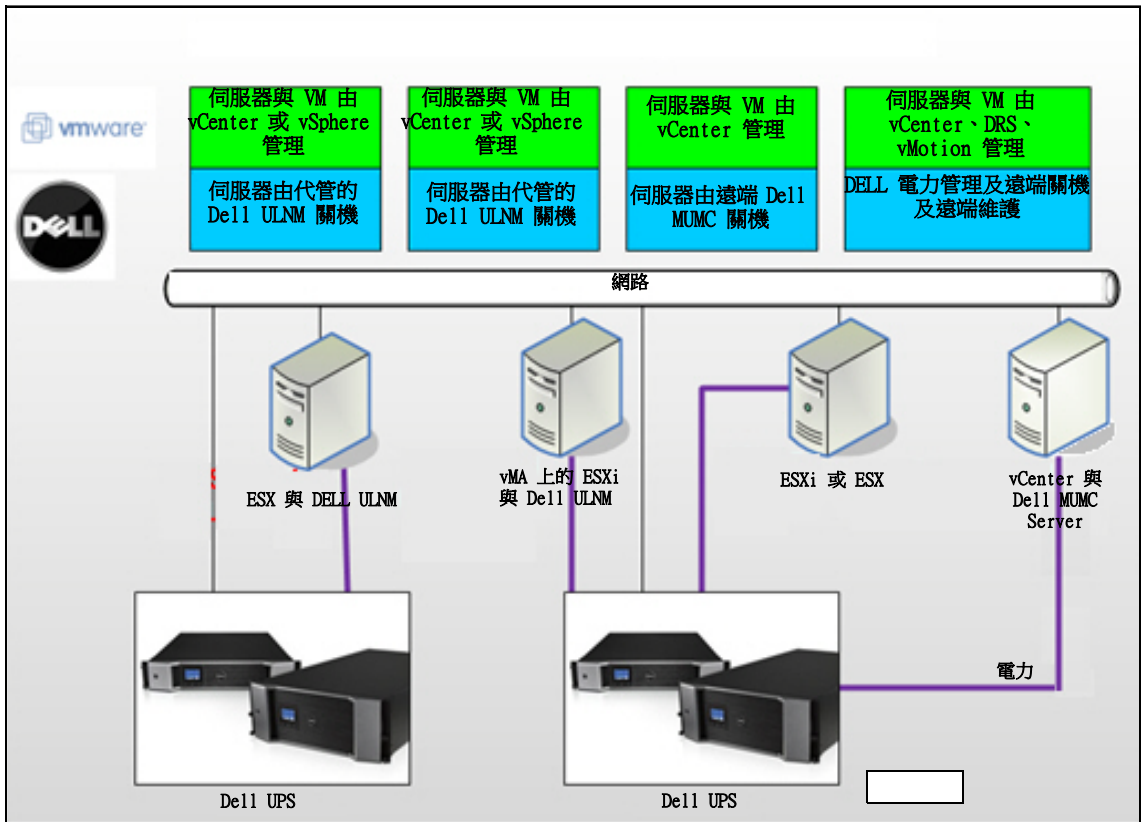 伺服器與 VM 由
vCenter 或 vSphere
管理
伺服器由代管的
Dell ULNM 關機
伺服器與 VM 由
vCenter 或 vSphere
管理
伺服器由代管的
Dell ULNM 關機
伺服器與 VM 由
vCenter 管理
伺服器由遠端 Dell
MUMC 關機
伺服器與 VM 由
vCenter、DRS、
vMotion 管理
DELL 電力管理及遠端關機
及遠端維護
vmware
DELL
網路
ESX 與 DELL ULNM
vMA 上的 ESXi
與 Dell ULNM
ESXi 或 ESX
vCenter 與
Dell MUMC
Server
電力
Dell UPS
Dell UPS